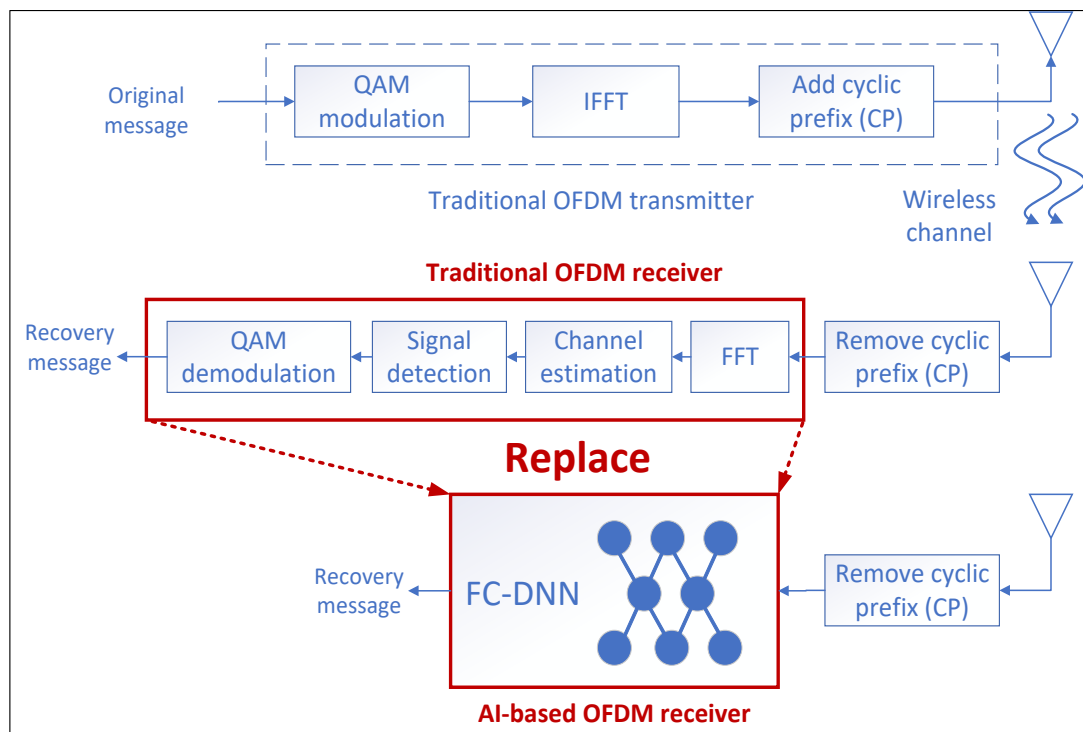 Original
message
QAM
modulation
IFFT
Add cyclic
prefix (CP)
Traditional OFDM transmitter
Wireless
channel
Traditional OFDM receiver
Recovery
message
QAM
demodulation
Signal
detection
Channel
estimation
FFT
Remove cyclic
prefix (CP)
Replace
Recovery
message
FC-DNN
Remove cyclic
prefix (CP)
AI-based OFDM receiver